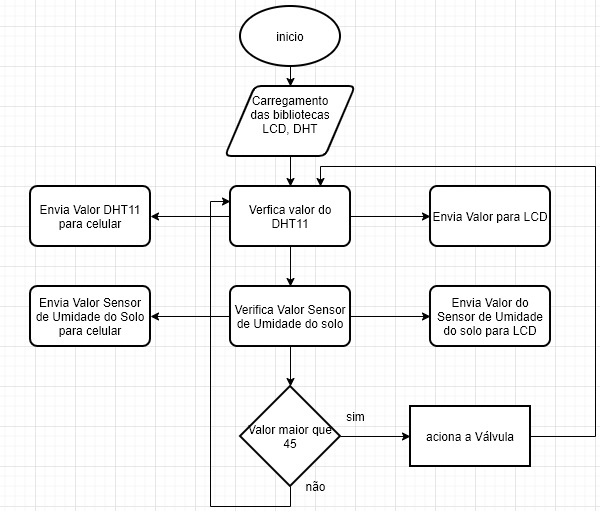 inicio
Carregamento
das bibliotecas
LCD, DHT
Envia Valor DHT11
para celular
Verfica valor do
DHT11
Envia Valor para LCD
Envia Valor Sensor
de Umidade do Solo
para celular
Verifica Valor Sensor
de Umidade do solo
Envia Valor do
Sensor de Umidade
do solo para LCD
Valor maior que
45
sim
aciona a Válvula
não